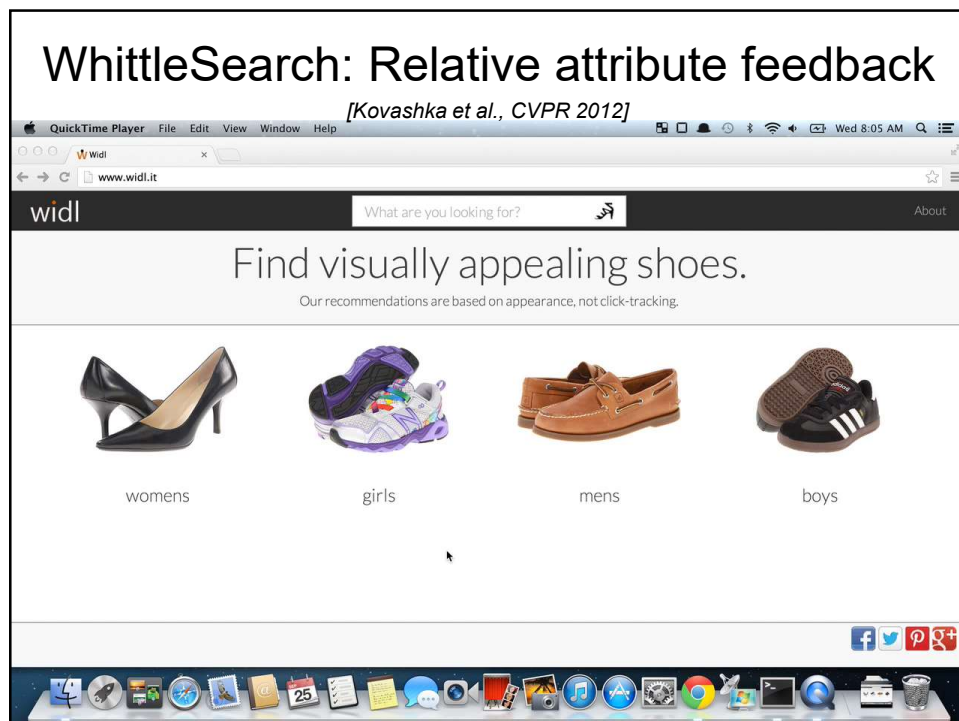 WhittleSearch: Relative attribute feedback
[Kovashka et al., CVPR 2012]
QuickTime Player File Edit View Window Help Wed 8:05 AM
Widl
www.widl.it
widl What are you looking for? About
Find visually appealing shoes.
Our recommendations are based on appearance, not click-tracking.
womens girls mens boys
25